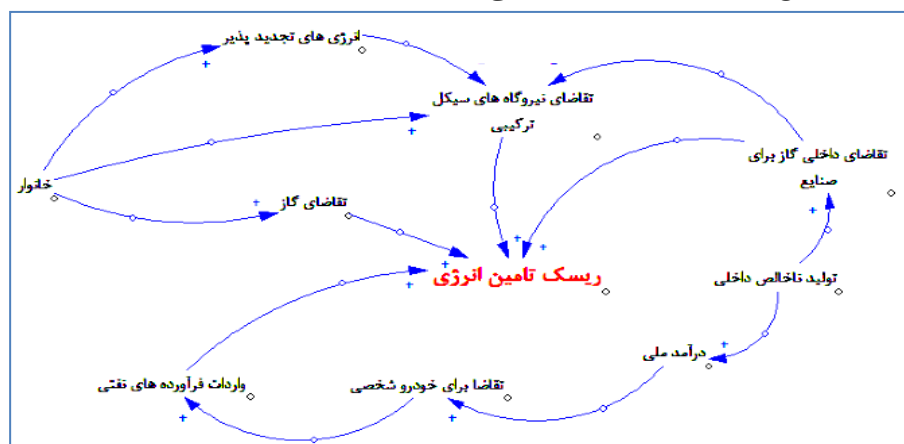 انرژی های تجدید پذیر
تقاضای نیروگاه های سیکل
ترکیبی
تقاضای داخلی گاز برای
صنایع
خانوار
تقاضای گاز
ریسک تامین انرژی
تولید ناخالص داخلی
درآمد ملی
تقاضا برای خودرو شخصی
واردات فرآورده های نفتی